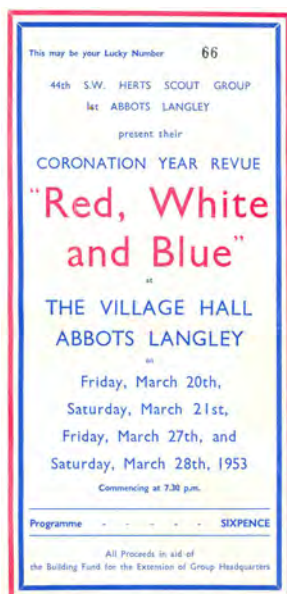 This may be your Lucky Number 66
44th S.W. HERTS SCOUT GROUP
1st ABBOTS LANGLEY
present their
CORONATION YEAR REVUE
"Red, White
and Blue"
at
THE VILLAGE HALL
ABBOTS LANGLEY
on
Friday, March 20th,
Saturday, March 21st,
Friday, March 27th, and
Saturday, March 28th, 1953
Commencing at 7.30 p.m.
Programme - - - - - SIXPENCE
All Proceeds in aid of
the Building Fund for the Extension of Group Headquarters